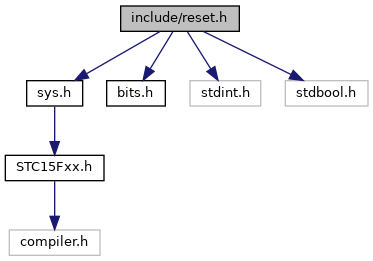 include/reset.h
sys.h
bits.h
stdint.h
stdbool.h
STC15Fxx.h
compiler.h